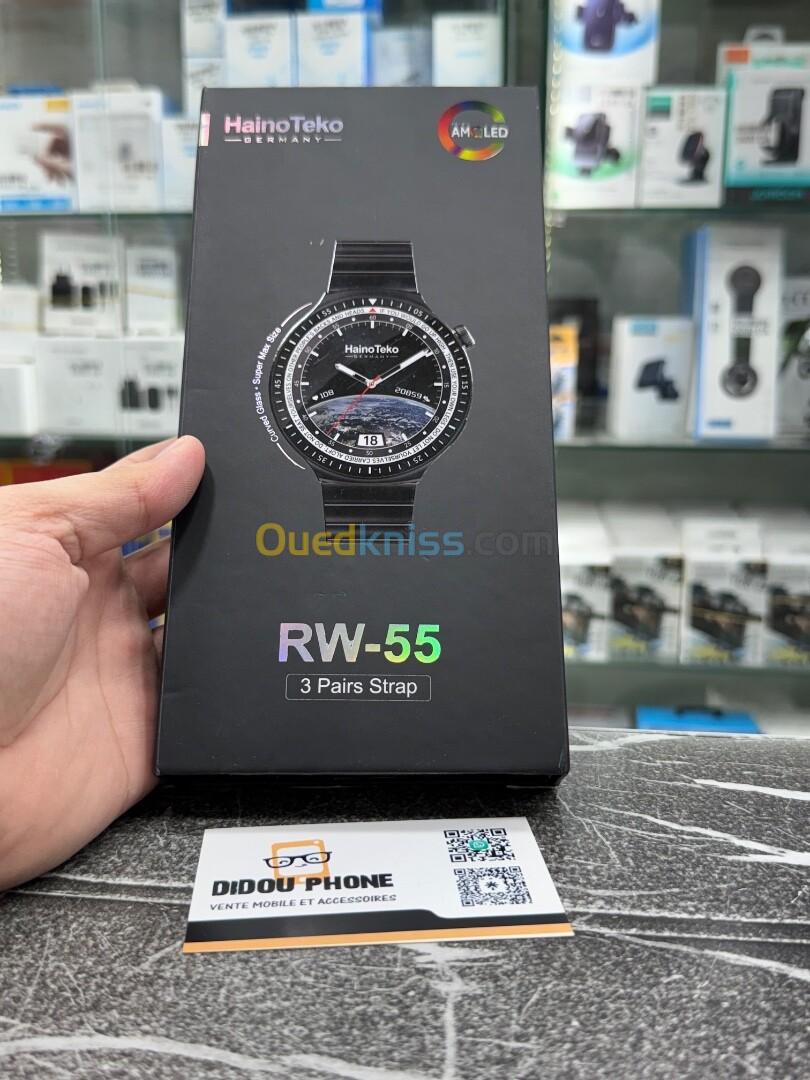 HainoTeko
GERMANY
AMOLED
Curved Glass • Super Max Size
HainoTeko
GERMANY
108
20859
18
Ouedkniss.com
RW-55
3 Pairs Strap
DIDOU PHONE
VENTE MOBILE ET ACCESSOIRES